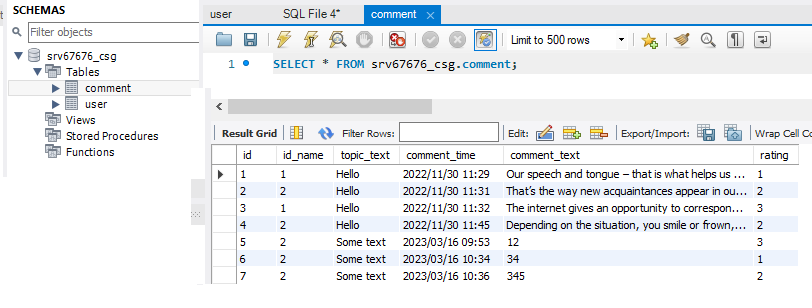 SCHEMAS
Filter objects
srv67676_csg
Tables
comment
user
Views
Stored Procedures
Functions
user SQL File 4* comment
Limit to 500 rows
1 SELECT * FROM srv67676_csg.comment;
Result Grid Filter Rows: Edit: Export/Import: Wrap Cell Co
id id_name topic_text comment_time comment_text rating
1 1 Hello 2022/11/30 11:29 Our speech and tongue – that is what helps us ... 1
2 2 Hello 2022/11/30 11:31 That's the way new acquaintances appear in ou... 2
3 1 Hello 2022/11/30 11:32 The internet gives an opportunity to correspon... 3
4 2 Hello 2022/11/30 11:45 Depending on the situation, you smile or frown,... 2
5 2 Some text 2023/03/16 09:53 12 3
6 2 Some text 2023/03/16 10:34 34 1
7 2 Some text 2023/03/16 10:36 345 2